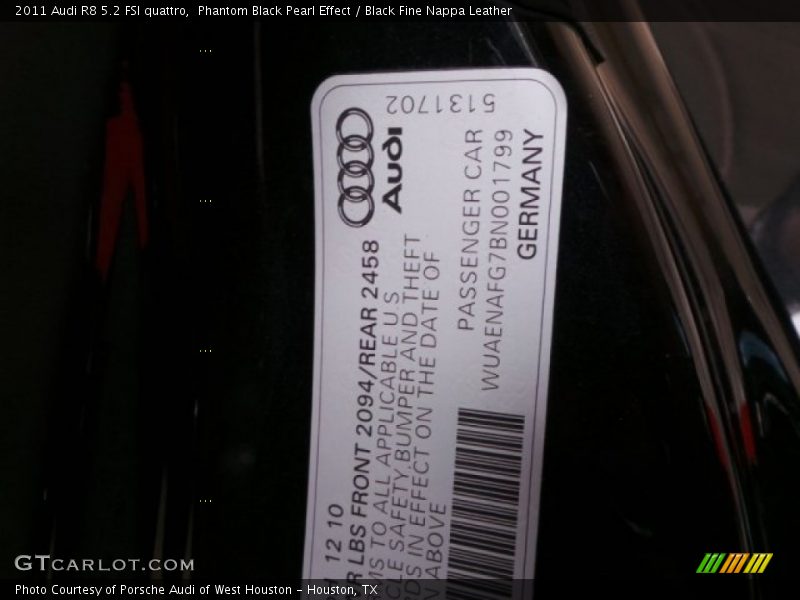 2011 Audi R8 5.2 FSI quattro, Phantom Black Pearl Effect / Black Fine Nappa Leather
5131702
Audi
12 10
LBS FRONT 2094/REAR 2458
TO ALL APPLICABLE U S
SAFETY,BUMPER AND THEFT
IN EFFECT ON THE DATE OF
ABOVE
PASSENGER CAR
WUAENAFG7BN001799
GERMANY
GTCARLOT.COM
Photo Courtesy of Porsche Audi of West Houston - Houston, TX